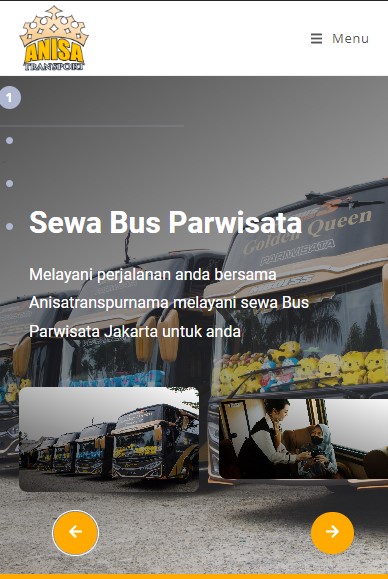 ANISA
TRANSPORT
Menu
1
Golden Queen
PARWISATA
Sewa Bus Parwisata
Melayani perjalanan anda bersama
Anisatranspurnama melayani sewa Bus
Parwisata Jakarta untuk anda